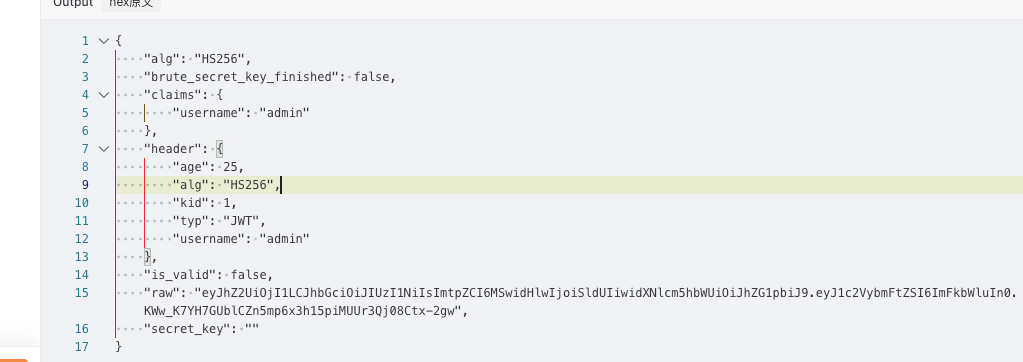 Output hex原文
1 {
2 "alg": "HS256",
3 "brute_secret_key_finished": false,
4 "claims": {
5 "username": "admin"
6 },
7 "header": {
8 "age": 25,
9 "alg": "HS256",
10 "kid": 1,
11 "typ": "JWT",
12 "username": "admin"
13 },
14 "is_valid": false,
15 "raw": "eyJhZ2UiOjI1LCJhbGciOiJIUzI1NiIsImtpZCI6MSwidHlwIjoiSldUIiwidXNlcm5hbWUiOiJhZG1pbiJ9.eyJ1c2VybmFtZSI6ImFkbWluIn0.
KWw_K7YH7GUblCZn5mp6x3h15piMUUr3Qj08Ctx-2gw",
16 "secret_key": ""
17 }